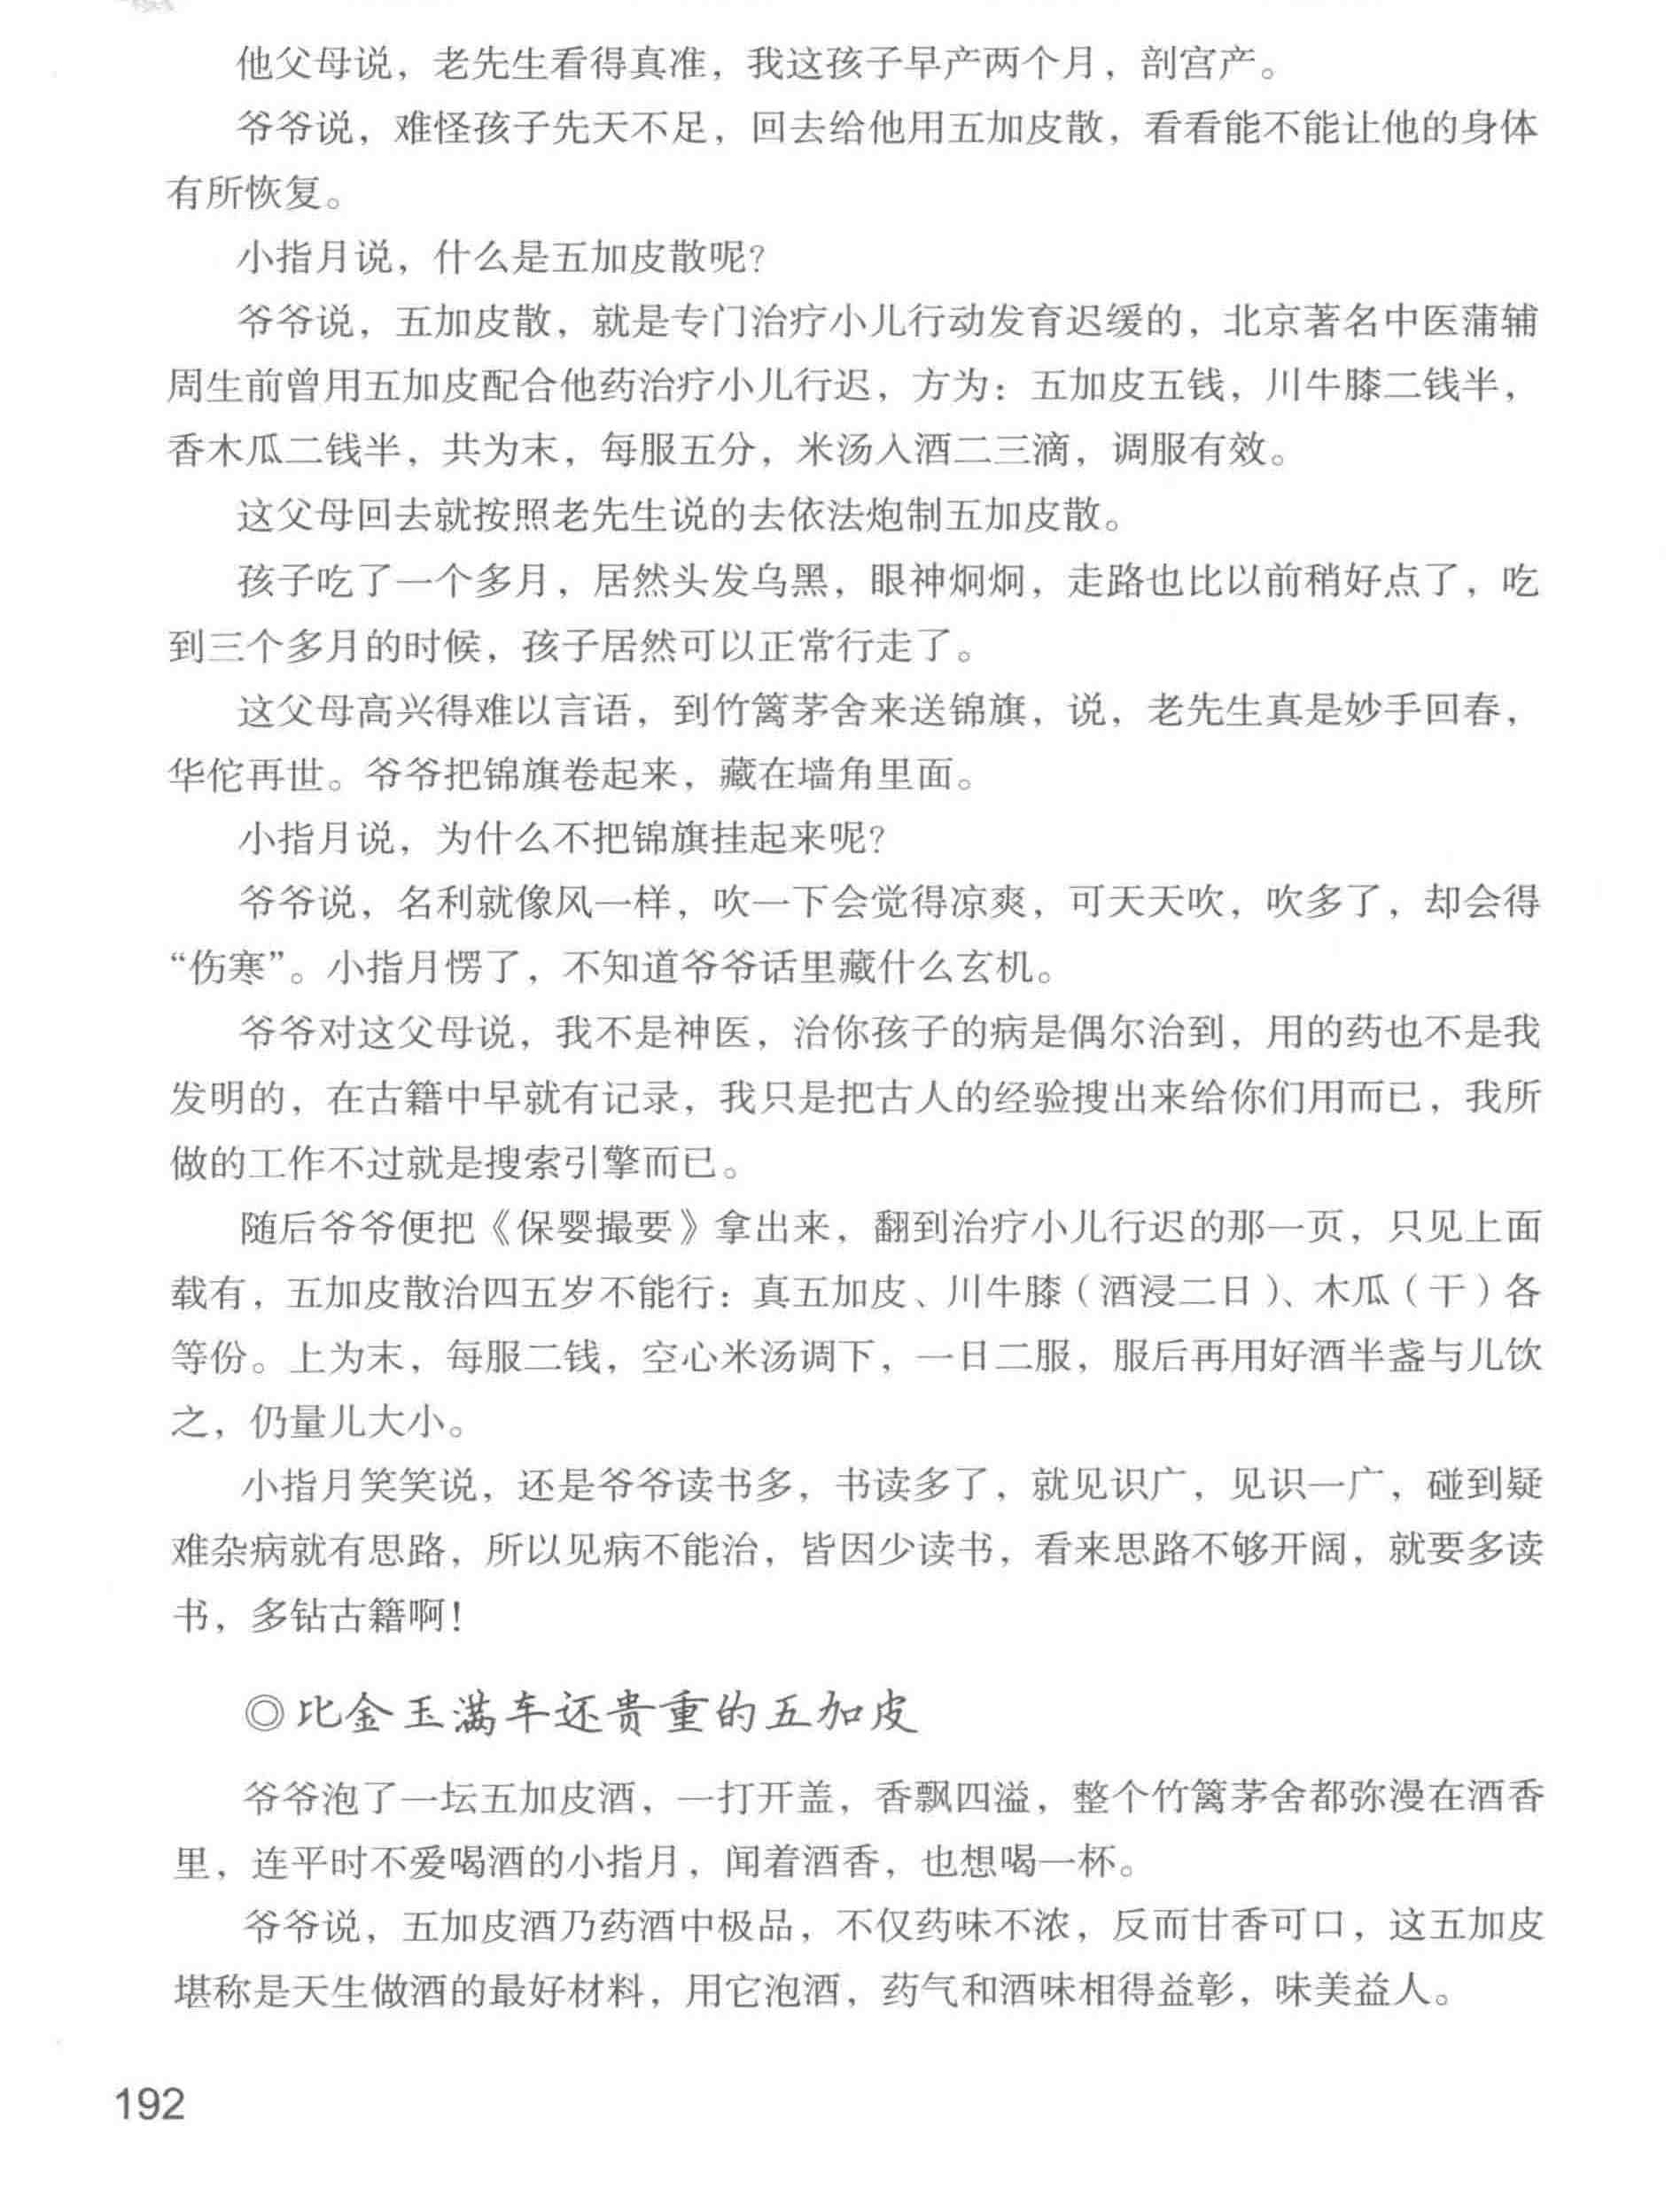 他父母说，老先生看得真准，我这孩子早产两个月，剖宫产。
爷爷说，难怪孩子先天不足，回去给他用五加皮散，看看能不能让他的身体
有所恢复。
小指月说，什么是五加皮散呢？
爷爷说，五加皮散，就是专门治疗小儿行动发育迟缓的，北京著名中医蒲辅
周生前曾用五加皮配合他药治疗小儿行迟，方为：五加皮五钱，川牛膝二钱半，
香木瓜二钱半，共为末，每服五分，米汤入酒二三滴，调服有效。
这父母回去就按照老先生说的去依法炮制五加皮散。
孩子吃了一个多月，居然头发乌黑，眼神炯炯，走路也比以前稍好点了，吃
到三个多月的时候，孩子居然可以正常行走了。
这父母高兴得难以言语，到竹篱茅舍来送锦旗，说，老先生真是妙手回春，
华佗再世。爷爷把锦旗卷起来，藏在墙角里面。
小指月说，为什么不把锦旗挂起来呢？
爷爷说，名利就像风一样，吹一下会觉得凉爽，可天天吹，吹多了，却会得
“伤寒”。小指月愣了，不知道爷爷话里藏什么玄机。
爷爷对这父母说，我不是神医，治你孩子的病是偶尔治到，用的药也不是我
发明的，在古籍中早就有记录，我只是把古人的经验搜出来给你们用而已，我所
做的工作不过就是搜索引擎而已。
随后爷爷便把《保婴撮要》拿出来，翻到治疗小儿行迟的那一页，只见上面
载有，五加皮散治四五岁不能行：真五加皮、川牛膝（酒浸二日）、木瓜（干）各
等份。上为末，每服二钱，空心米汤调下，一日二服，服后再用好酒半盏与儿饮
之，仍量儿大小。
小指月笑笑说，还是爷爷读书多，书读多了，就见识广，见识一广，碰到疑
难杂病就有思路，所以见病不能治，皆因少读书，看来思路不够开阔，就要多读
书，多钻古籍啊！
◎比金玉满车还贵重的五加皮
爷爷泡了一坛五加皮酒，一打开盖，香飘四溢，整个竹篱茅舍都弥漫在酒香
里，连平时不爱喝酒的小指月，闻着酒香，也想喝一杯。
爷爷说，五加皮酒乃药酒中极品，不仅药味不浓，反而甘香可口，这五加皮
堪称是天生做酒的最好材料，用它泡酒，药气和酒味相得益彰，味美益人。
192